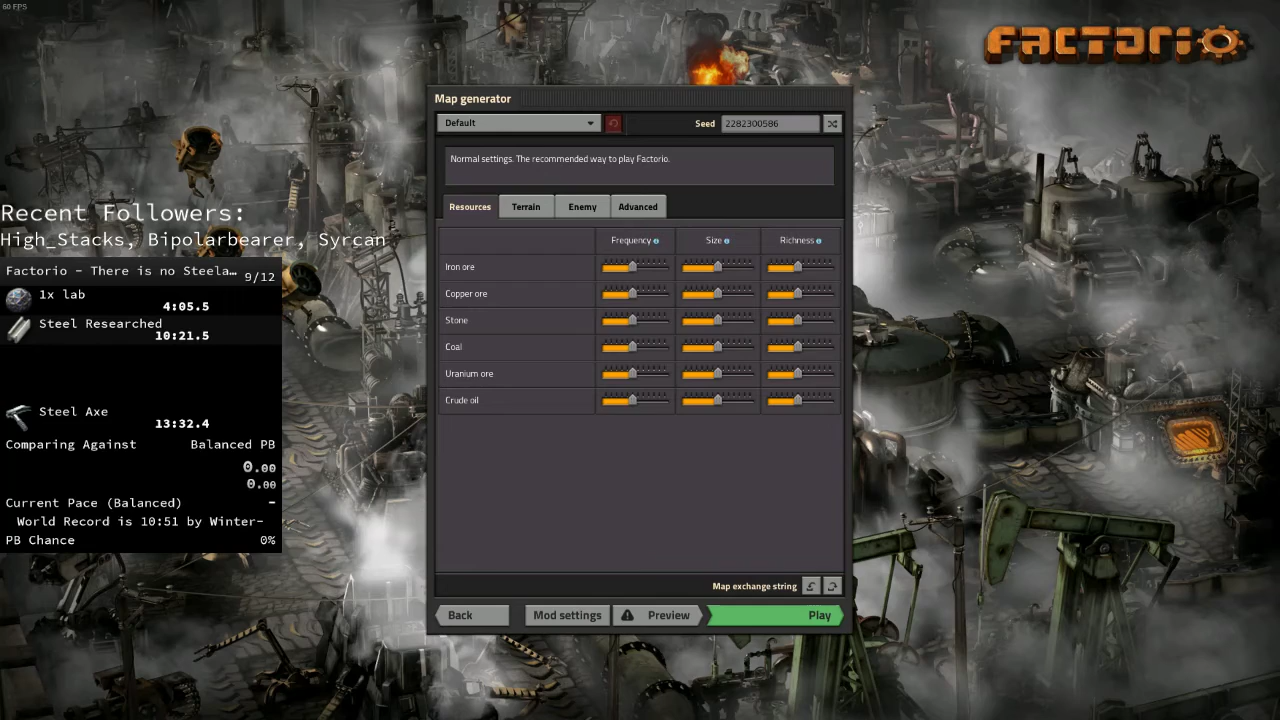 60 FPS
FACTORIO
Map generator
Default
Seed
2282300586
Normal settings. The recommended way to play Factorio.
Resources
Terrain
Enemy
Advanced
Frequency
Size
Richness
Iron ore
Copper ore
Stone
Coal
Uranium ore
Crude oil
Map exchange string
Back
Mod settings
Preview
Play
Recent Followers:
High_Stacks, Bipolarbearer, Syrcan
Factorio - There is no Steela… 9/12
1x lab
4:05.5
Steel Researched
10:21.5
Steel Axe
13:32.4
Comparing Against Balanced PB
0.00
0.00
Current Pace (Balanced) -
World Record is 10:51 by Winter-
PB Chance 0%